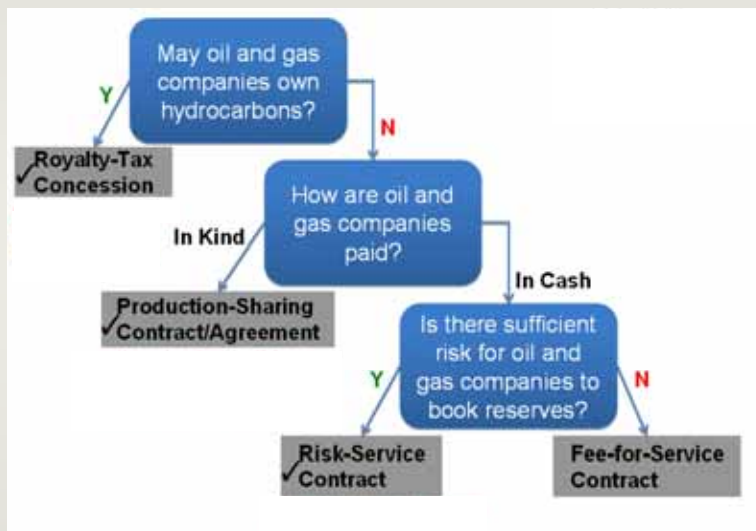 May oil and gas
companies own
hydrocarbons?
Y
N
✓Royalty-Tax
Concession
How are oil and
gas companies
paid?
In Kind
In Cash
✓Production-Sharing
Contract/Agreement
Is there sufficient
risk for oil and
gas companies to
book reserves?
Y
N
✓Risk-Service
Contract
Fee-for-Service
Contract